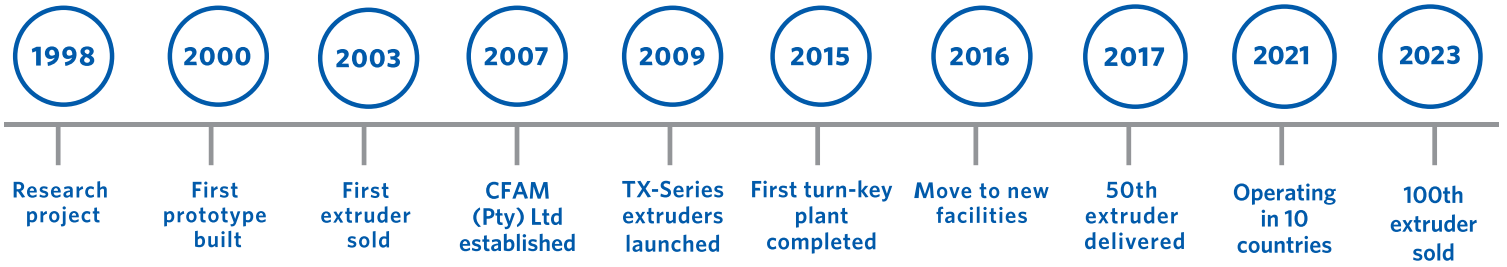 1998
2000
2003
2007
2009
2015
2016
2017
2021
2023
Research
project
First
prototype
built
First
extruder
sold
CFAM
(Pty) Ltd
established
TX-Series
extruders
launched
First turn-key
plant
completed
Move to new
facilities
50th
extruder
delivered
Operating
in 10
countries
100th
extruder
sold